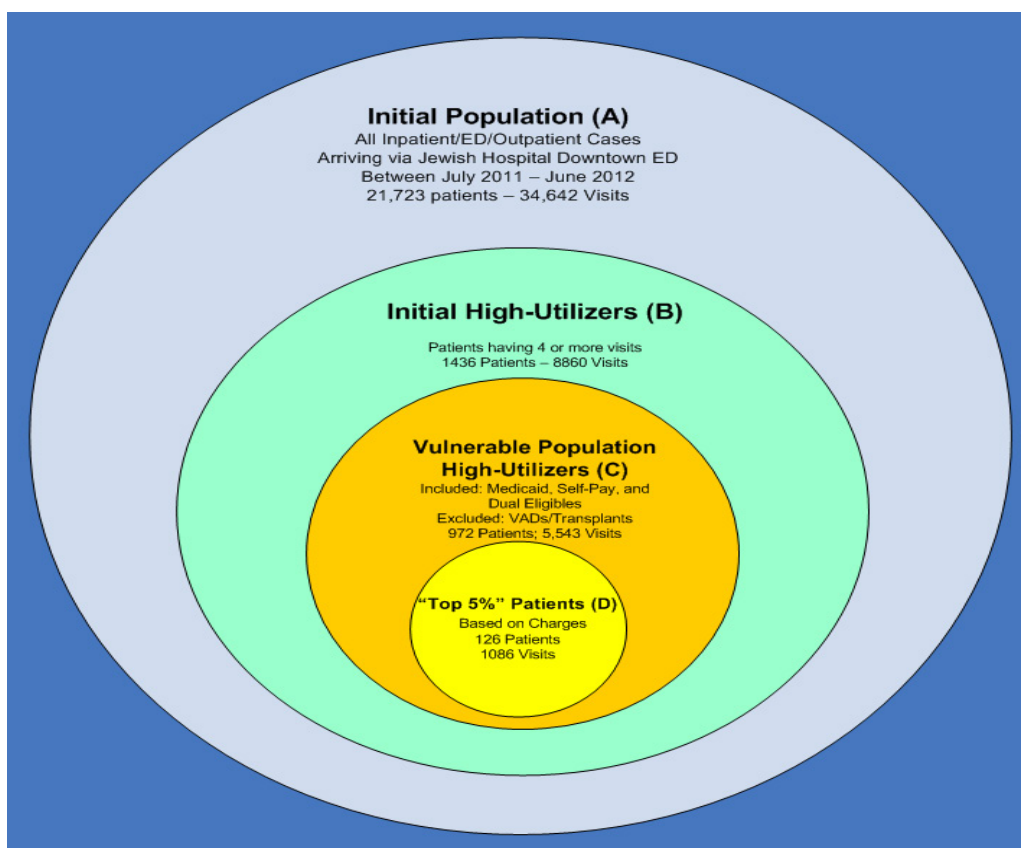 Initial Population (A)
All Inpatient/ED/Outpatient Cases
Arriving via Jewish Hospital Downtown ED
Between July 2011 – June 2012
21,723 patients – 34,642 Visits
Initial High-Utilizers (B)
Patients having 4 or more visits
1436 Patients – 8860 Visits
Vulnerable Population
High-Utilizers (C)
Included: Medicaid, Self-Pay, and
Dual Eligibles
Excluded: VADs/Transplants
972 Patients; 5,543 Visits
“Top 5%” Patients (D)
Based on Charges
126 Patients
1086 Visits